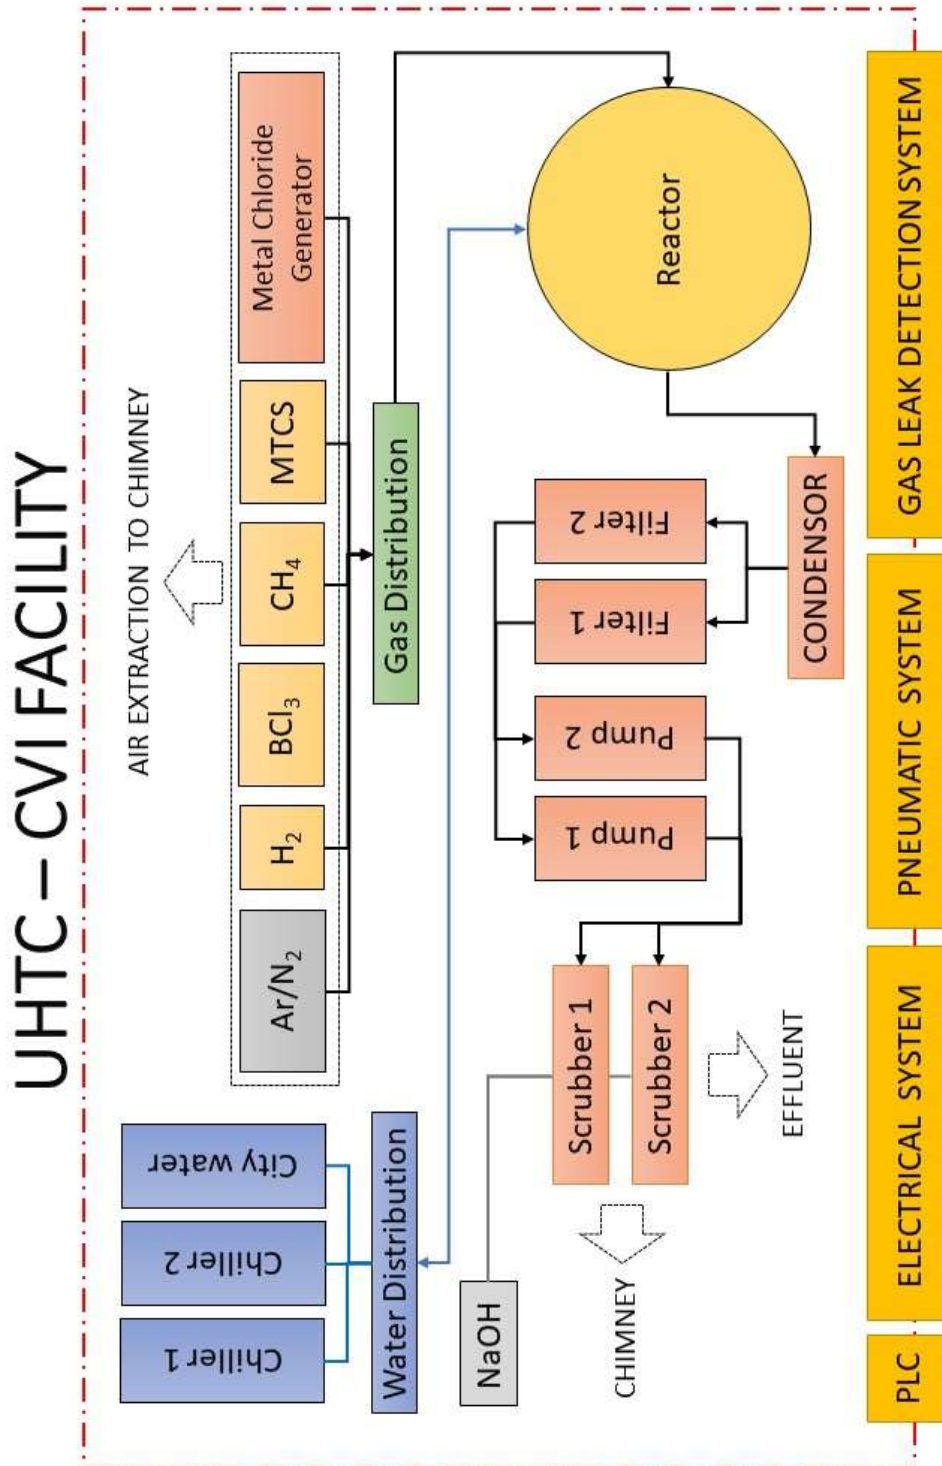 UHTC – CVI FACILITY
AIR EXTRACTION TO CHIMNEY
Chiller 1
Chiller 2
City water
Ar/N₂
H₂
BCl₃
CH₄
MTCS
Metal Chloride
Generator
Water Distribution
Gas Distribution
NaOH
Pump 1
Pump 2
Filter 1
Filter 2
Reactor
Scrubber 1
Scrubber 2
CHIMNEY
EFFLUENT
CONDENSOR
PLC
ELECTRICAL SYSTEM
PNEUMATIC SYSTEM
GAS LEAK DETECTION SYSTEM